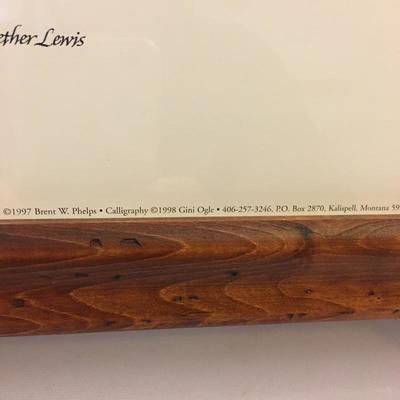 ether Lewis
©1997 Brent W. Phelps • Calligraphy ©1998 Gini Ogle • 406-257-3246, P.O. Box 2870, Kalispell, Montana 59